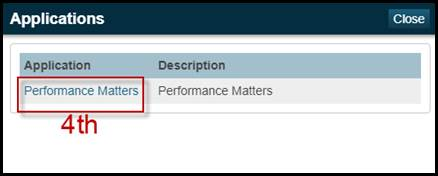 Applications Close
Application Description
Performance Matters Performance Matters
4th